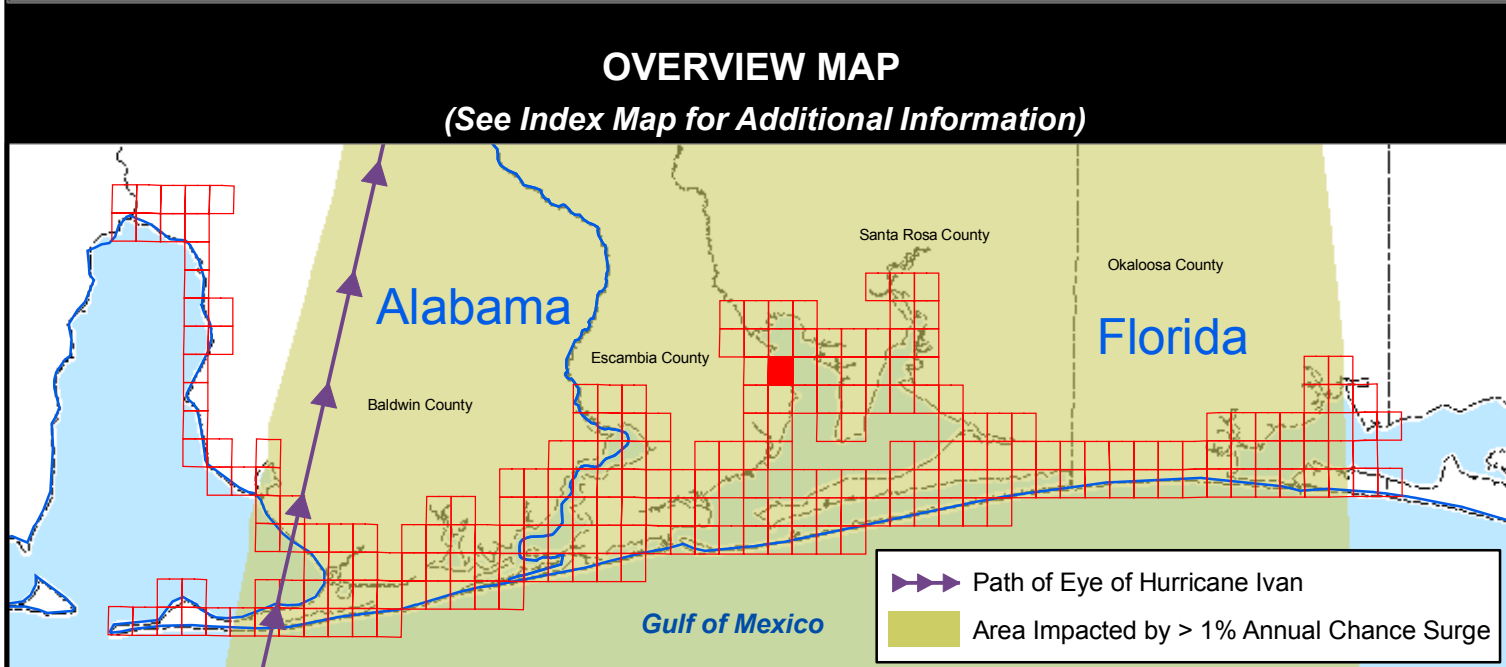 OVERVIEW MAP
(See Index Map for Additional Information)
Santa Rosa County
Okaloosa County
Alabama
Florida
Escambia County
Baldwin County
Path of Eye of Hurricane Ivan
Gulf of Mexico
Area Impacted by > 1% Annual Chance Surge